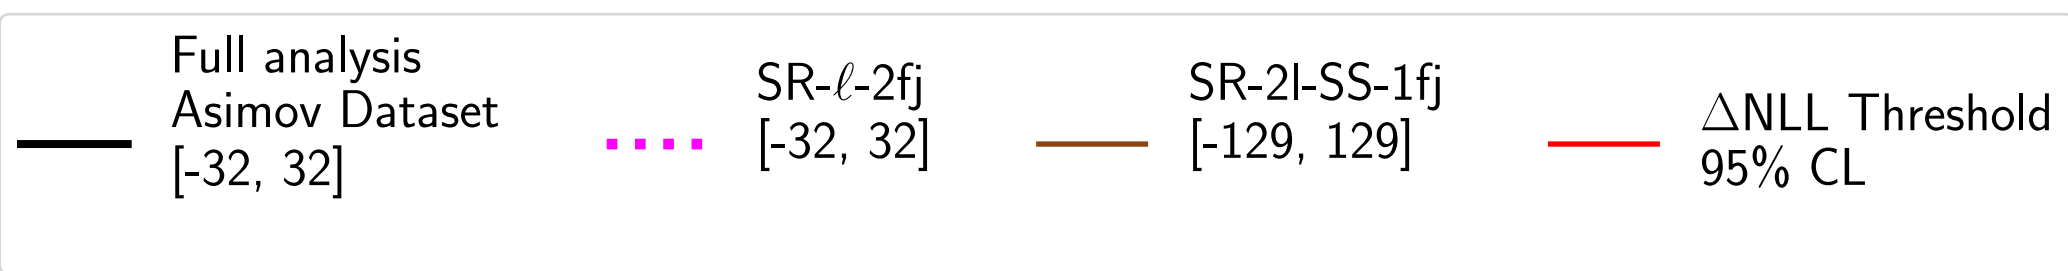 Full analysis
Asimov Dataset
[-32, 32]
SR-ℓ-2fj
[-32, 32]
SR-2l-SS-1fj
[-129, 129]
△NLL Threshold
95% CL